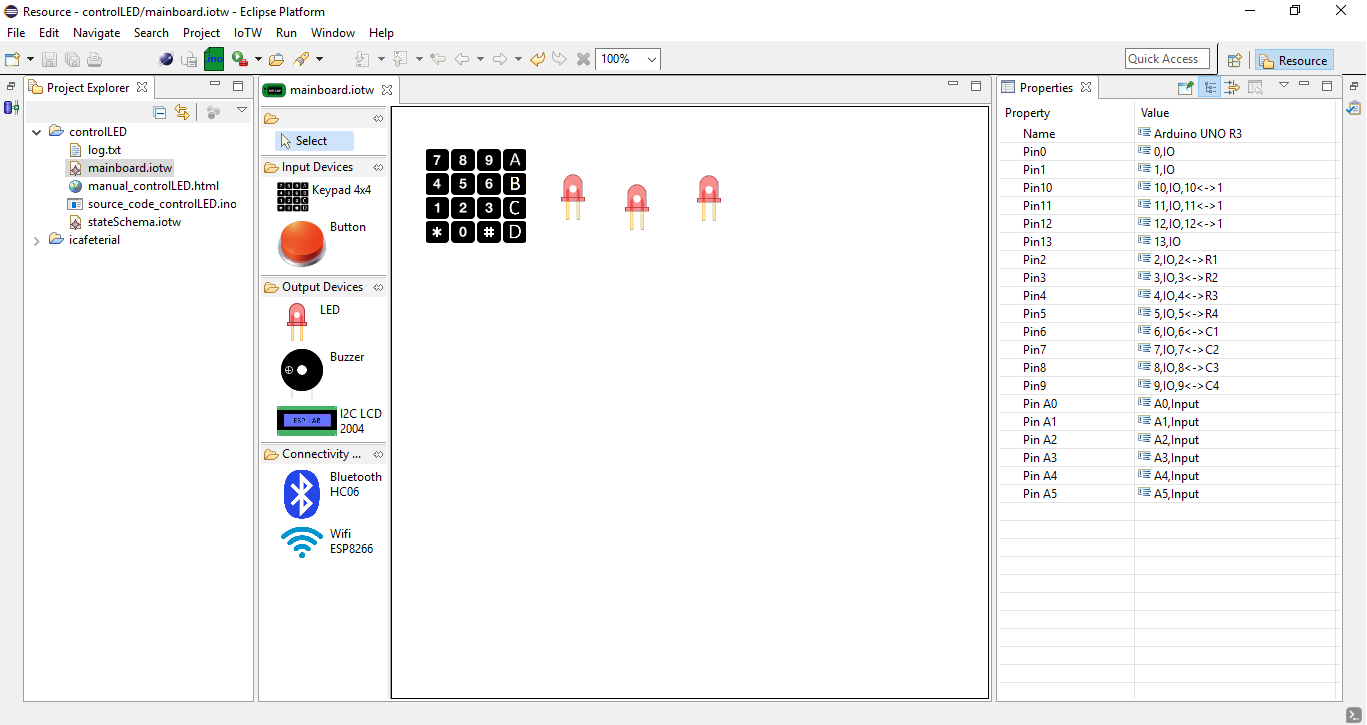 Resource - controlLED/mainboard.iotw - Eclipse Platform
File Edit Navigate Search Project IoTW Run Window Help
.ino
100%
Quick Access
Resource
Project Explorer
controlLED
log.txt
mainboard.iotw
manual_controlLED.html
source_code_controlLED.ino
stateSchema.iotw
icafeterial
mainboard.iotw
Select
Input Devices
Keypad 4x4
Button
Output Devices
LED
Buzzer
ESP LAR
I2C LCD
2004
Connectivity ...
Bluetooth
HC06
Wifi
ESP8266
7 8 9 A
4 5 6 B
1 2 3 C
* 0 # D
Properties
Property Value
Name Arduino UNO R3
Pin0 0,IO
Pin1 1,IO
Pin10 10,IO,10<->1
Pin11 11,IO,11<->1
Pin12 12,IO,12<->1
Pin13 13,IO
Pin2 2,IO,2<->R1
Pin3 3,IO,3<->R2
Pin4 4,IO,4<->R3
Pin5 5,IO,5<->R4
Pin6 6,IO,6<->C1
Pin7 7,IO,7<->C2
Pin8 8,IO,8<->C3
Pin9 9,IO,9<->C4
Pin A0 A0,Input
Pin A1 A1,Input
Pin A2 A2,Input
Pin A3 A3,Input
Pin A4 A4,Input
Pin A5 A5,Input